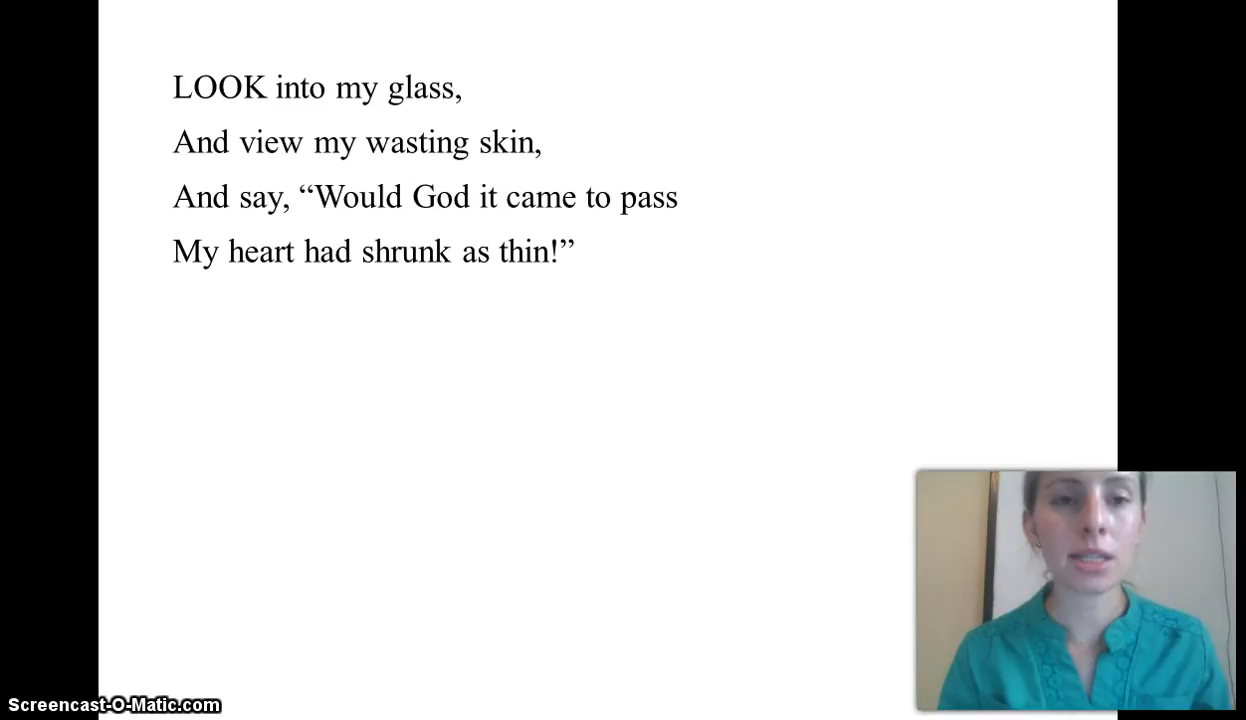 LOOK into my glass,
And view my wasting skin,
And say, “Would God it came to pass
My heart had shrunk as thin!”
Screencast-O-Matic.com